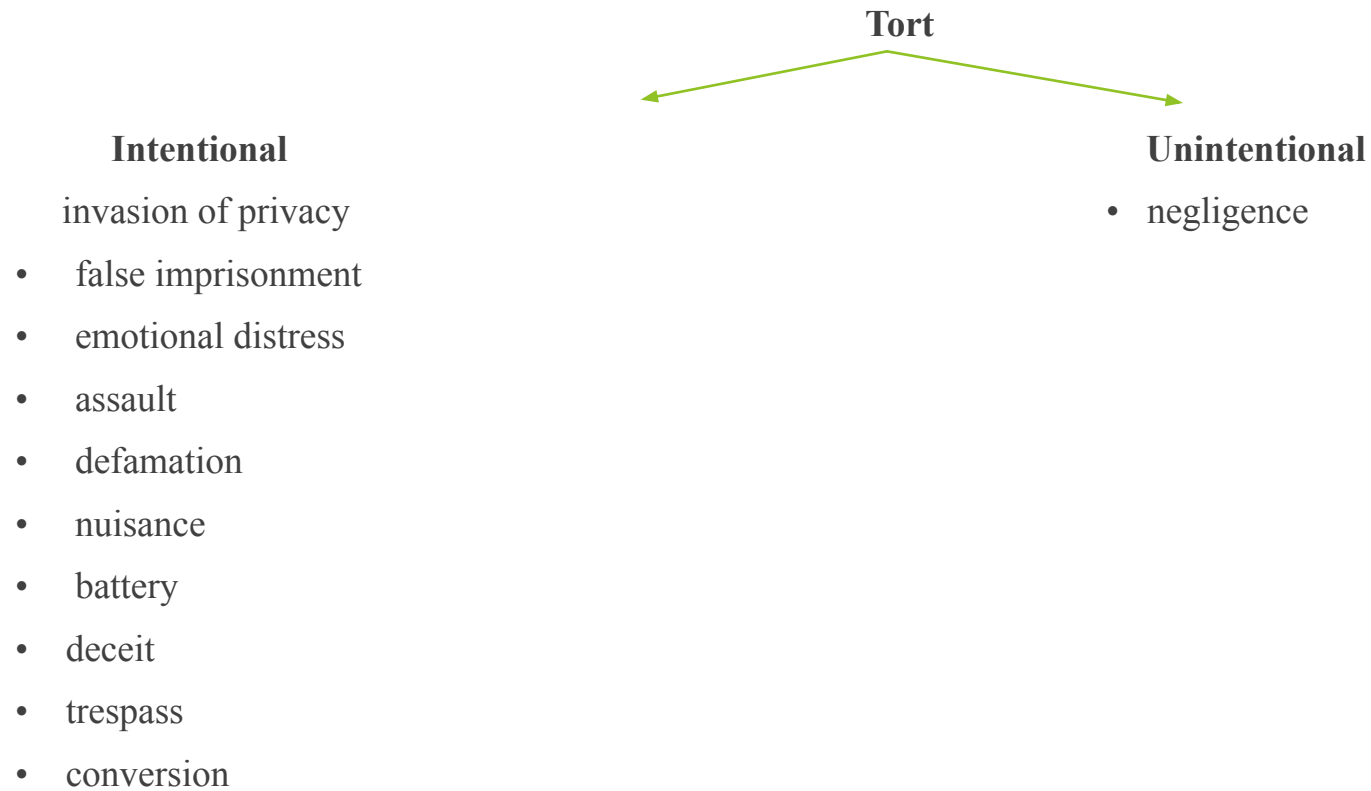 Tort
Intentional
Unintentional
invasion of privacy
• negligence
• false imprisonment
• emotional distress
• assault
• defamation
• nuisance
• battery
• deceit
• trespass
• conversion